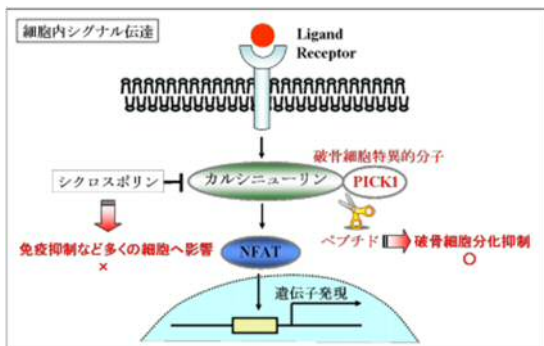 細胞内シグナル伝達
Ligand
Receptor
破骨細胞特異的分子
シクロスポリン
カルシニューリン
PICK1
ペプチド
破骨細胞分化抑制
○
免疫抑制など多くの細胞へ影響
×
NFAT
遺伝子発現